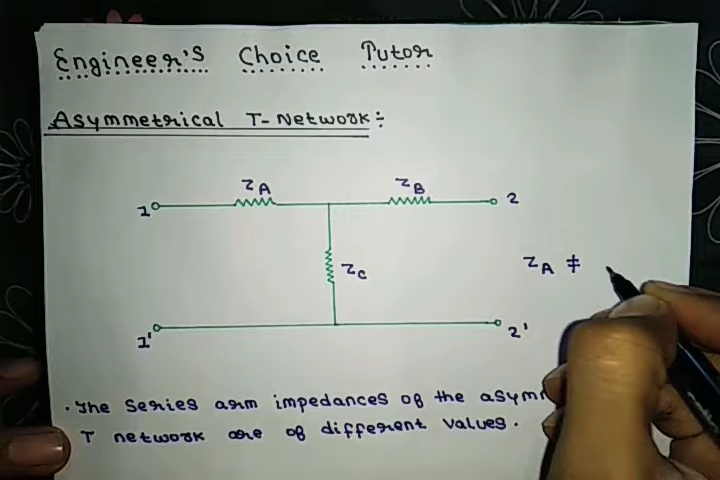 Engineer's Choice Tutor
Asymmetrical T-Network:
ZA ZB
1 2
ZC ZA ≠
1' 2'
. The series arm impedances of the
T network are of different values.